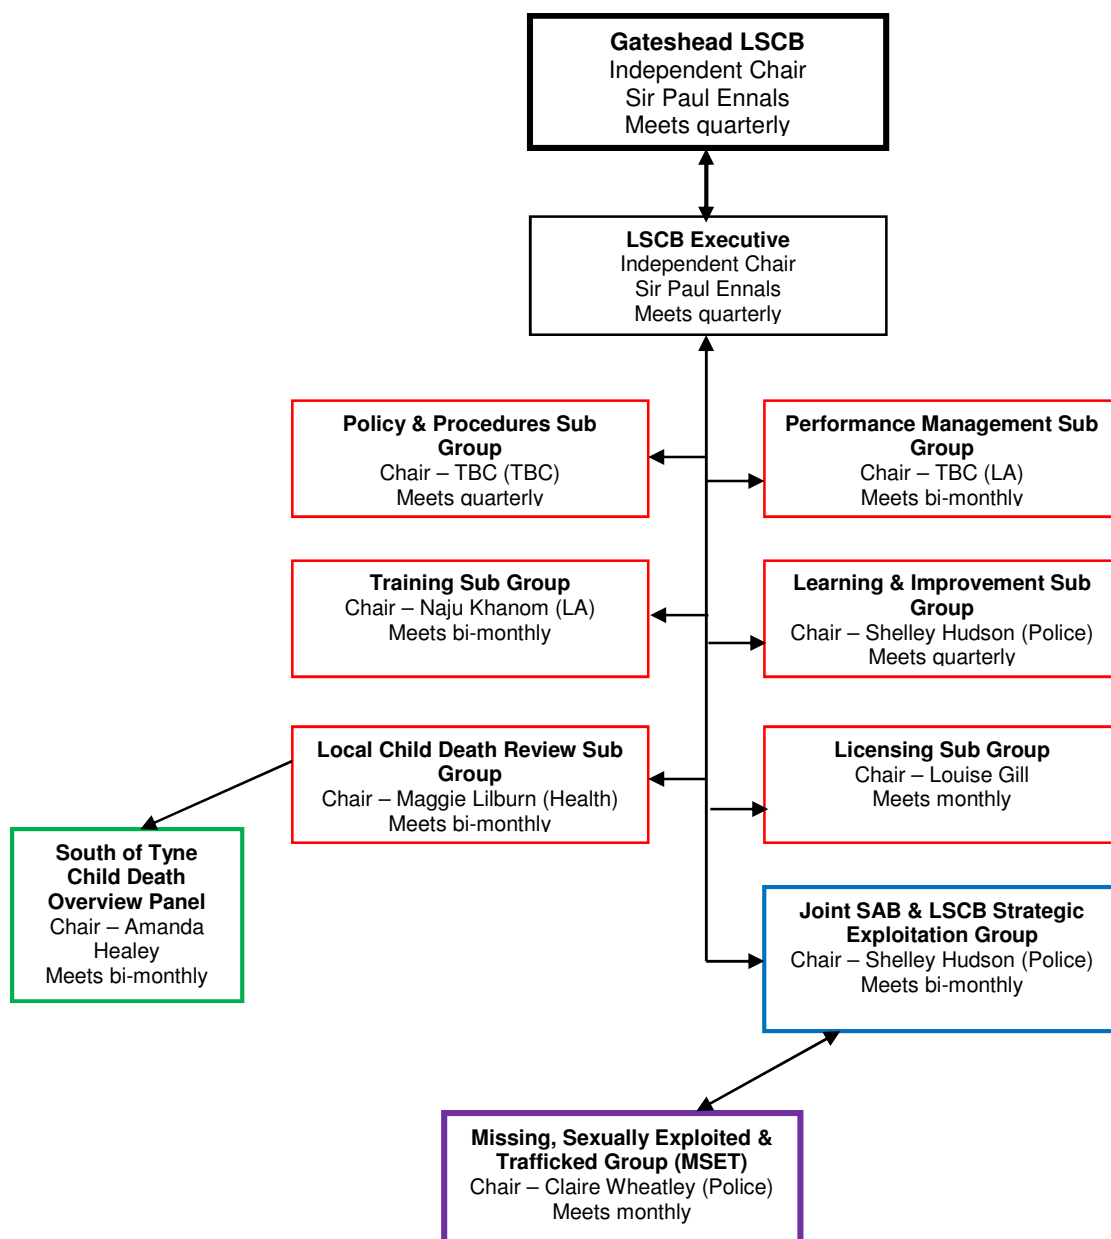 Gateshead LSCB
Independent Chair
Sir Paul Ennals
Meets quarterly
LSCB Executive
Independent Chair
Sir Paul Ennals
Meets quarterly
Policy & Procedures Sub
Group
Chair – TBC (TBC)
Meets quarterly
Performance Management Sub
Group
Chair – TBC (LA)
Meets bi-monthly
Training Sub Group
Chair – Naju Khanom (LA)
Meets bi-monthly
Learning & Improvement Sub
Group
Chair – Shelley Hudson (Police)
Meets quarterly
Local Child Death Review Sub
Group
Chair – Maggie Lilburn (Health)
Meets bi-monthly
Licensing Sub Group
Chair – Louise Gill
Meets monthly
South of Tyne
Child Death
Overview Panel
Chair – Amanda
Healey
Meets bi-monthly
Joint SAB & LSCB Strategic
Exploitation Group
Chair – Shelley Hudson (Police)
Meets bi-monthly
Missing, Sexually Exploited &
Trafficked Group (MSET)
Chair – Claire Wheatley (Police)
Meets monthly